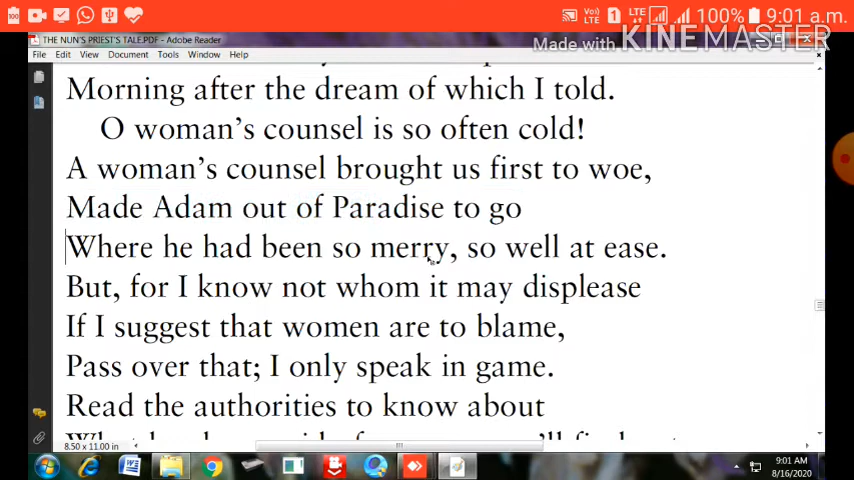 100 Vo) LTE 1 LTE 100% 9:01 a.m.
THE NUN'S PRIEST'S TALE.PDF - Adobe Reader
Made with KINEMASTER
File Edit View Document Tools Window Help
Morning after the dream of which I told.
O woman's counsel is so often cold!
A woman's counsel brought us first to woe,
Made Adam out of Paradise to go
Where he had been so merry, so well at ease.
But, for I know not whom it may displease
If I suggest that women are to blame,
Pass over that; I only speak in game.
Read the authorities to know about
8.50 x 11.00 in
9:01 AM
8/16/2020